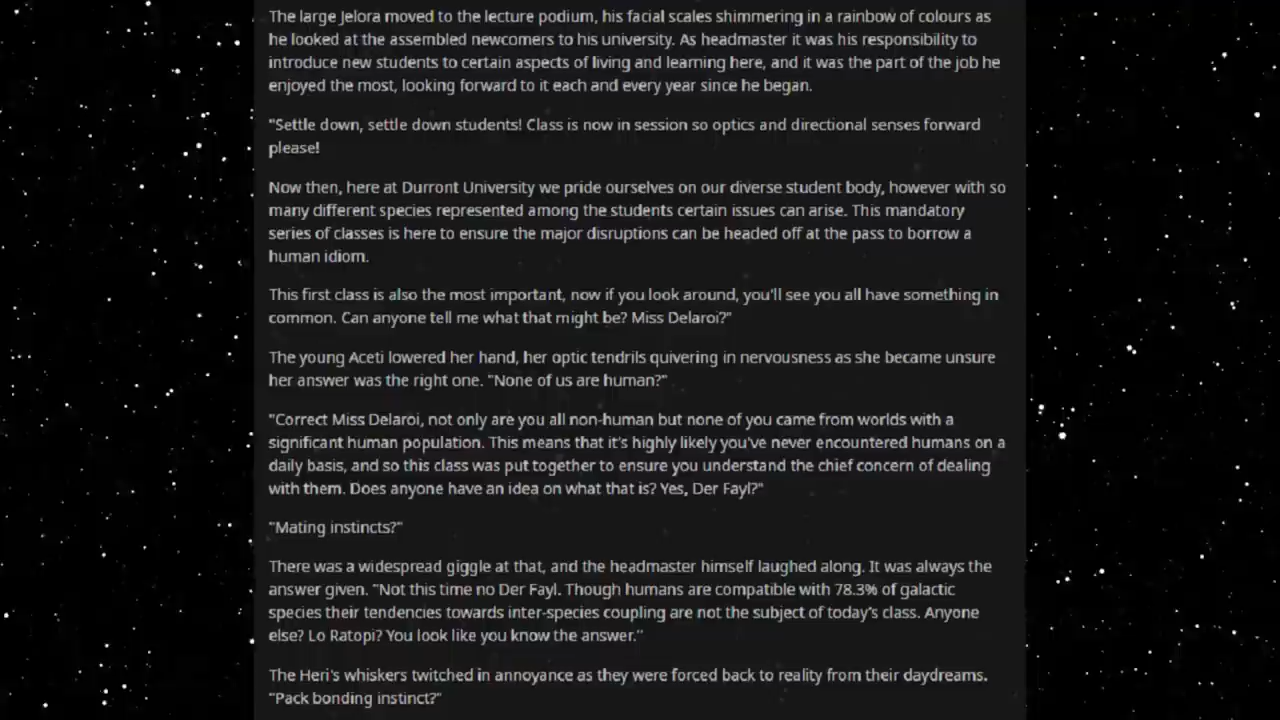 The large Jelora moved to the lecture podium, his facial scales shimmering in a rainbow of colours as
he looked at the assembled newcomers to his university. As headmaster it was his responsibility to
introduce new students to certain aspects of living and learning here, and it was the part of the job he
enjoyed the most, looking forward to it each and every year since he began.
"Settle down, settle down students! Class is now in session so optics and directional senses forward
please!
Now then, here at Durront University we pride ourselves on our diverse student body, however with so
many different species represented among the students certain issues can arise. This mandatory
series of classes is here to ensure the major disruptions can be headed off at the pass to borrow a
human idiom.
This first class is also the most important, now if you look around, you'll see you all have something in
common. Can anyone tell me what that might be? Miss Delaroi?"
The young Aceti lowered her hand, her optic tendrils quivering in nervousness as she became unsure
her answer was the right one. "None of us are human?"
"Correct Miss Delaroi, not only are you all non-human but none of you came from worlds with a
significant human population. This means that it's highly likely you've never encountered humans on a
daily basis, and so this class was put together to ensure you understand the chief concern of dealing
with them. Does anyone have an idea on what that is? Yes, Der Fayl?"
"Mating instincts?"
There was a widespread giggle at that, and the headmaster himself laughed along. It was always the
answer given. "Not this time no Der Fayl. Though humans are compatible with 78.3% of galactic
species their tendencies towards inter-species coupling are not the subject of today's class. Anyone
else? Lo Ratopi? You look like you know the answer."
The Heri's whiskers twitched in annoyance as they were forced back to reality from their daydreams.
"Pack bonding instinct?"